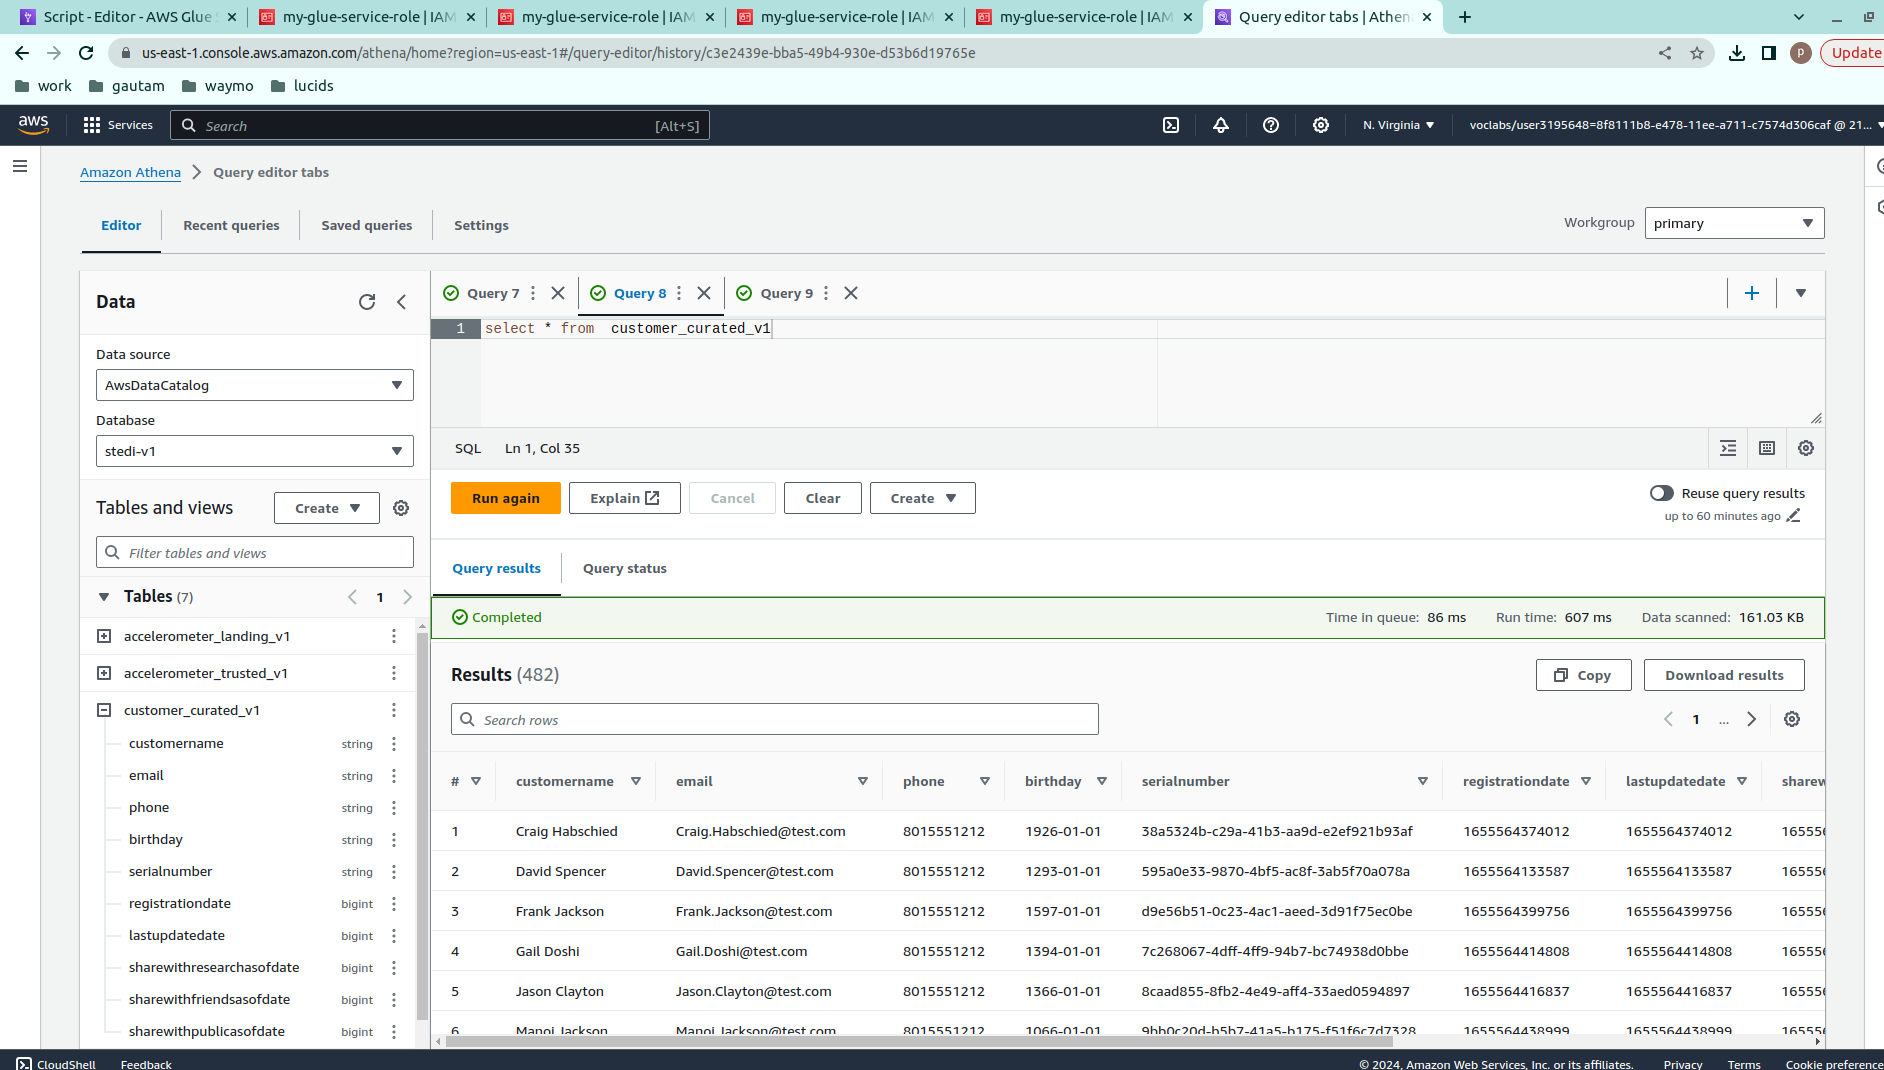 Script - Editor - AWS Glue S
my-glue-service-role | IAM
my-glue-service-role | IAM
my-glue-service-role | IAM
my-glue-service-role | IAM
Query editor tabs | Athen
us-east-1.console.aws.amazon.com/athena/home?region=us-east-1#/query-editor/history/c3e2439e-bba5-49b4-930e-d53b6d19765e
p
Update
work
gautam
waymo
lucids
aws
Services
Search
[Alt+S]
N. Virginia
voclabs/user3195648=8f8111b8-e478-11ee-a711-c7574d306caf @ 21...
Amazon Athena
Query editor tabs
Editor
Recent queries
Saved queries
Settings
Workgroup
primary
Data
Data source
AwsDataCatalog
Database
stedi-v1
Tables and views
Create
Filter tables and views
Tables (7)
1
accelerometer_landing_v1
accelerometer_trusted_v1
customer_curated_v1
customername string
email string
phone string
birthday string
serialnumber string
registrationdate bigint
lastupdatedate bigint
sharewithresearchasofdate bigint
sharewithfriendsasofdate bigint
sharewithpublicasofdate bigint
Query 7
Query 8
Query 9
1 select * from  customer_curated_v1
SQL
Ln 1, Col 35
Run again
Explain
Cancel
Clear
Create
Reuse query results
up to 60 minutes ago
Query results
Query status
Completed
Time in queue: 86 ms
Run time: 607 ms
Data scanned: 161.03 KB
Results (482)
Copy
Download results
Search rows
1 ...
# customername email phone birthday serialnumber registrationdate lastupdatedate sharew
1 Craig Habschied Craig.Habschied@test.com 8015551212 1926-01-01 38a5324b-c29a-41b3-aa9d-e2ef921b93af 1655564374012 1655564374012 16555
2 David Spencer David.Spencer@test.com 8015551212 1293-01-01 595a0e33-9870-4bf5-ac8f-3ab5f70a078a 1655564133587 1655564133587 16555
3 Frank Jackson Frank.Jackson@test.com 8015551212 1597-01-01 d9e56b51-0c23-4ac1-aeed-3d91f75ec0be 1655564399756 1655564399756 16555
4 Gail Doshi Gail.Doshi@test.com 8015551212 1394-01-01 7c268067-4dff-4ff9-94b7-bc74938d0bbe 1655564414808 1655564414808 16555
5 Jason Clayton Jason.Clayton@test.com 8015551212 1366-01-01 8caad855-8fb2-4e49-aff4-33aed0594897 1655564416837 1655564416837 16555
6 Manoj Jackson Manoj.Jackson@test.com 8015551212 1066-01-01 9bb0c20d-b5b7-41a5-b175-f51f6c7d7328 1655564438999 1655564438999 16555
CloudShell
Feedback
© 2024, Amazon Web Services, Inc. or its affiliates.
Privacy
Terms
Cookie preference